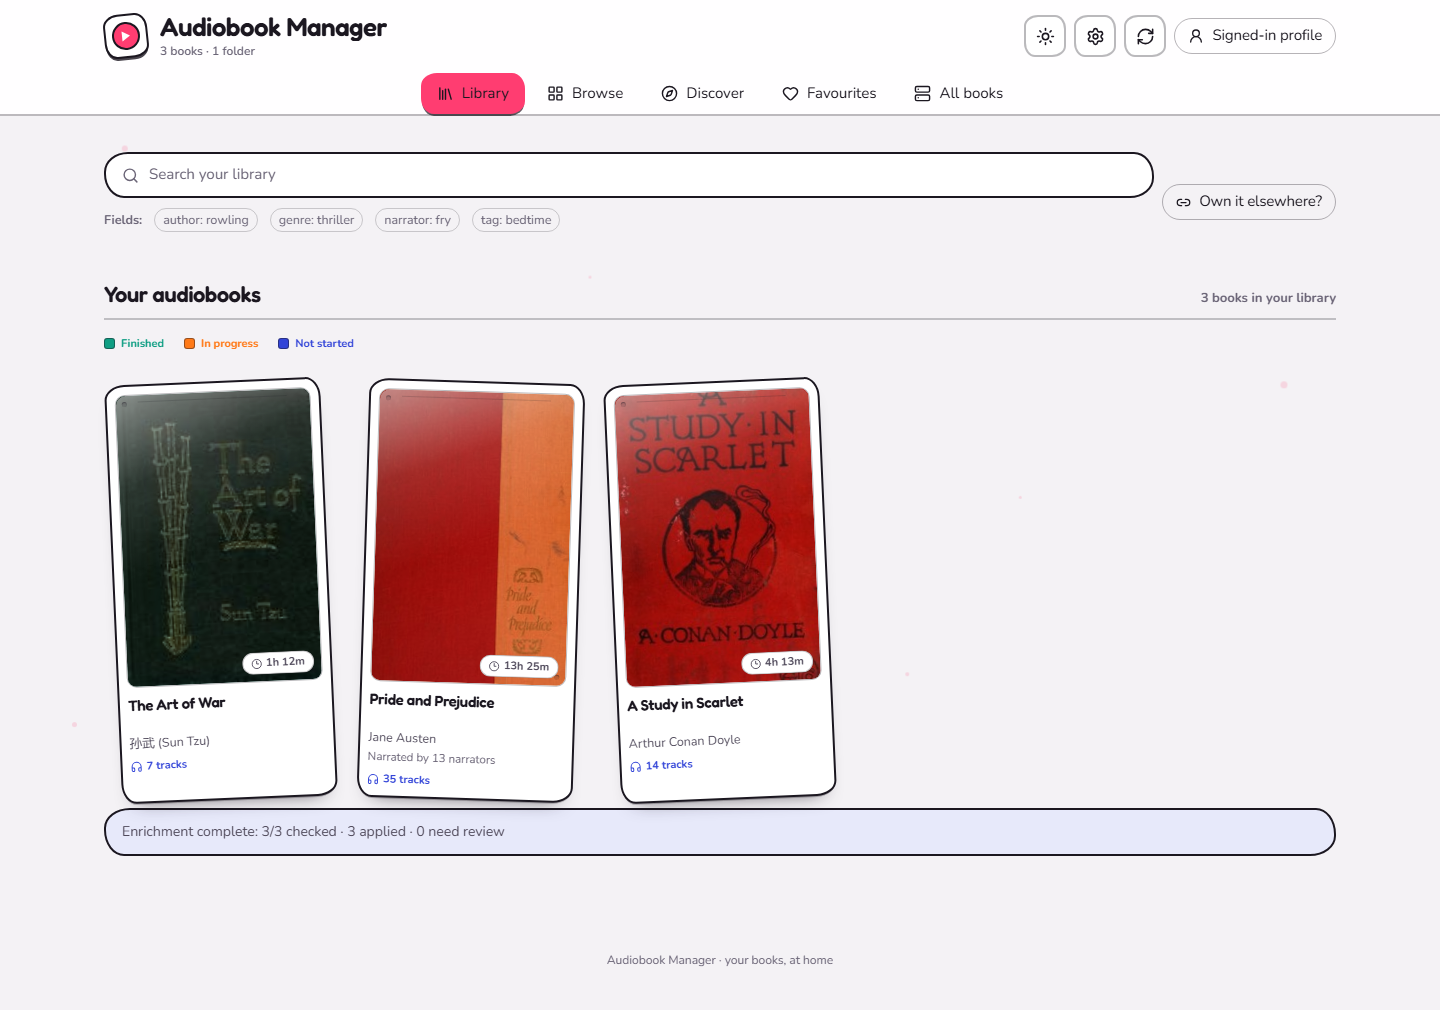 Audiobook Manager
3 books · 1 folder
Signed-in profile
Library
Browse
Discover
Favourites
All books
Search your library
Own it elsewhere?
Fields:
author: rowling
genre: thriller
narrator: fry
tag: bedtime
Your audiobooks
3 books in your library
Finished
In progress
Not started
The
Art of
War
Sun Tzu
1h 12m
The Art of War
孙武 (Sun Tzu)
7 tracks
Pride
and
Prejudice
13h 25m
Pride and Prejudice
Jane Austen
Narrated by 13 narrators
35 tracks
A
STUDY·IN
SCARLET
A·CONAN·DOYLE
4h 13m
A Study in Scarlet
Arthur Conan Doyle
14 tracks
Enrichment complete: 3/3 checked · 3 applied · 0 need review
Audiobook Manager · your books, at home